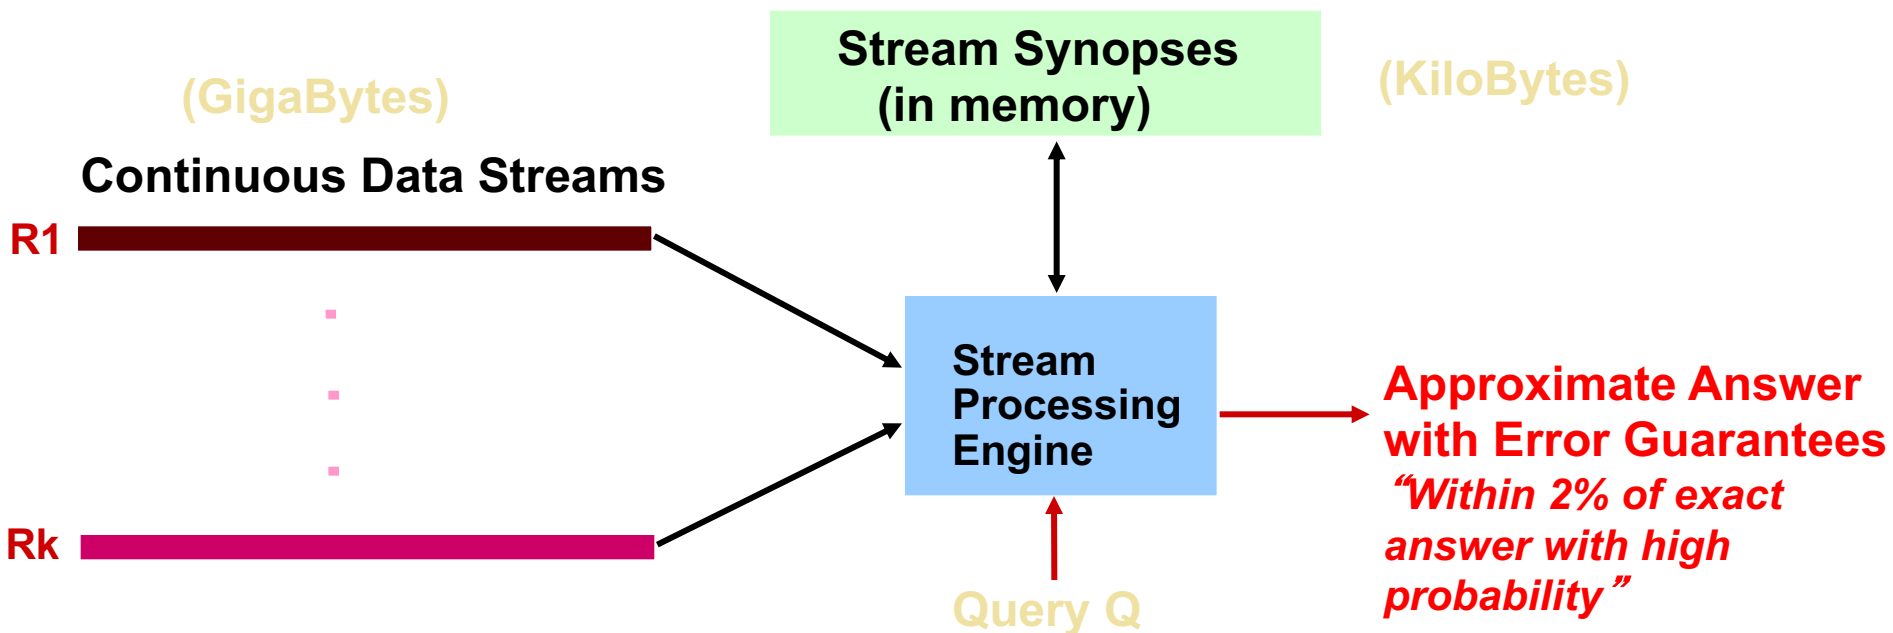 (GigaBytes)
Continuous Data Streams
R1
Rk
Stream Synopses
(in memory)
(KiloBytes)
Stream
Processing
Engine
Query Q
Approximate Answer
with Error Guarantees
“Within 2% of exact
answer with high
probability”